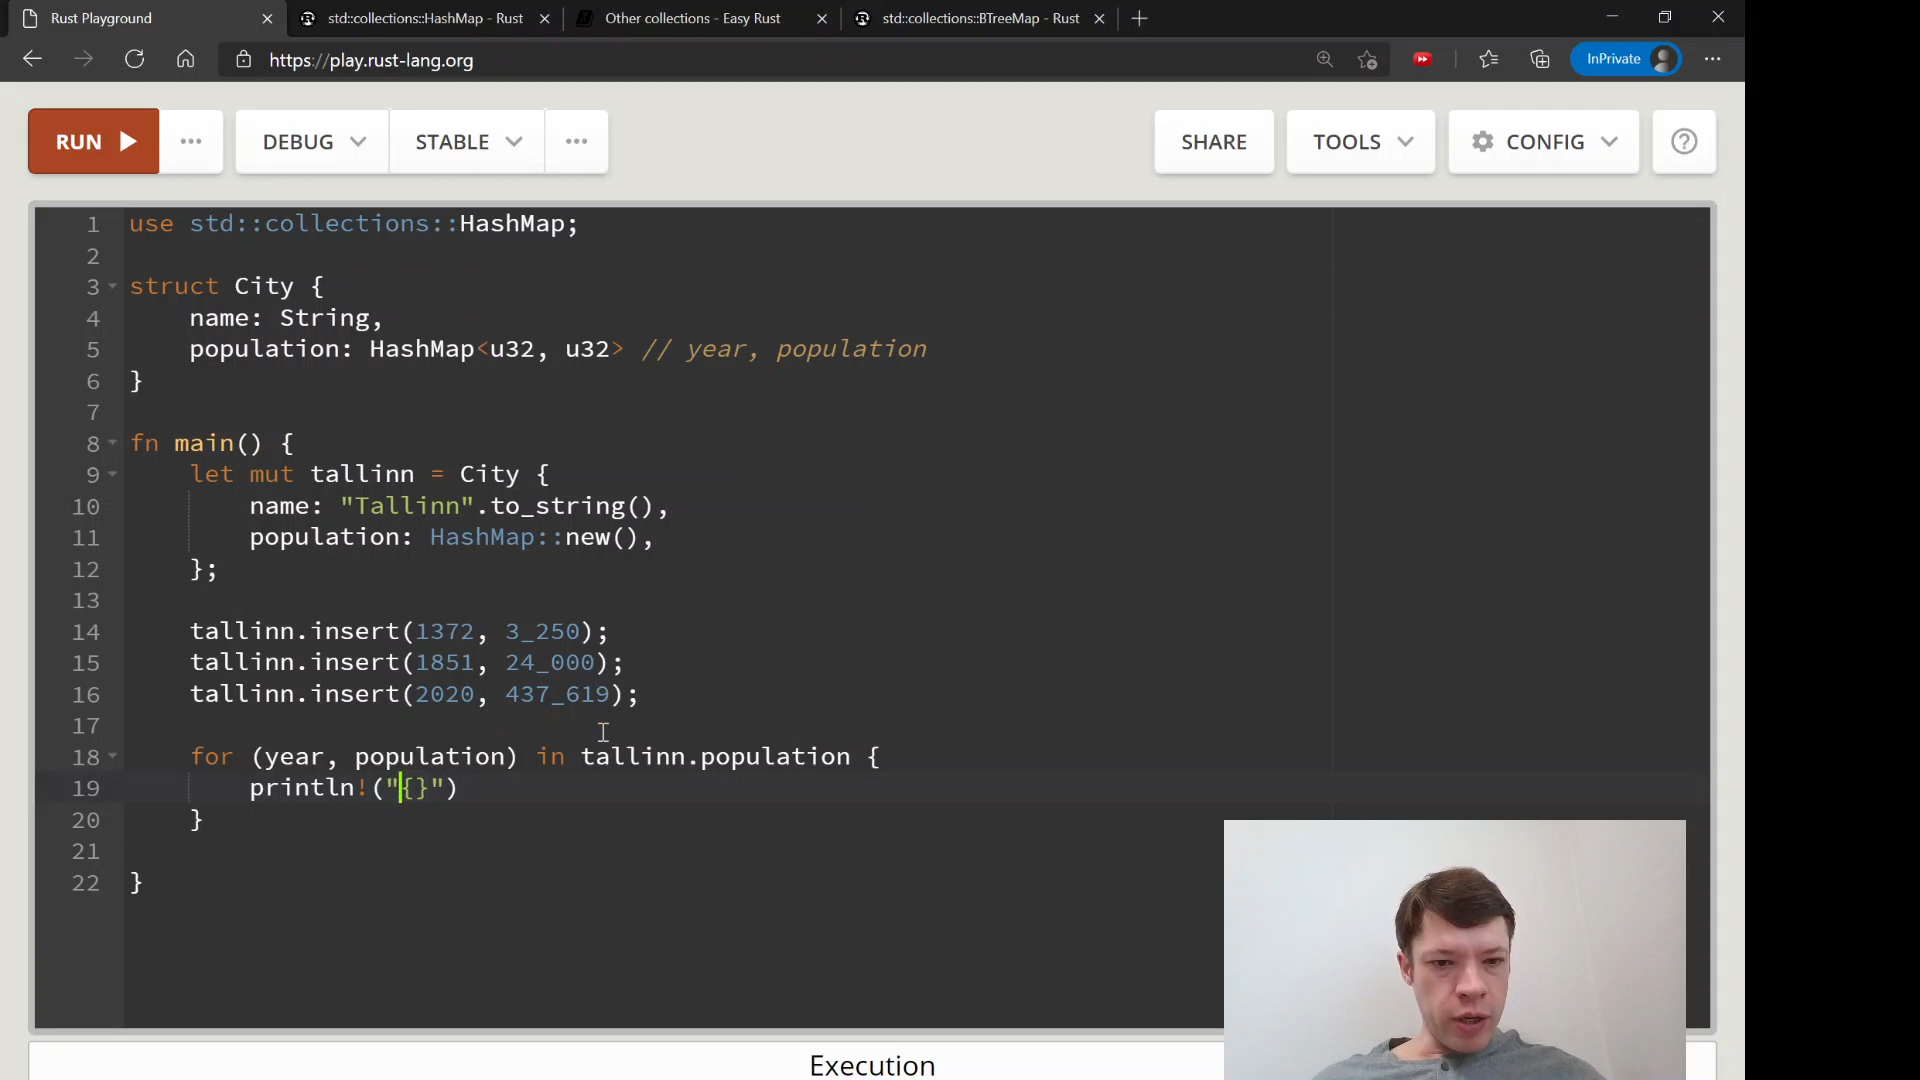 Rust Playground
std::collections::HashMap - Rust
Other collections - Easy Rust
std::collections::BTreeMap - Rust
https://play.rust-lang.org
InPrivate
RUN
DEBUG
STABLE
SHARE
TOOLS
CONFIG
1 use std::collections::HashMap;
2
3 struct City {
4 name: String,
5 population: HashMap<u32, u32> // year, population
6 }
7
8 fn main() {
9 let mut tallinn = City {
10 name: "Tallinn".to_string(),
11 population: HashMap::new(),
12 };
13
14 tallinn.insert(1372, 3_250);
15 tallinn.insert(1851, 24_000);
16 tallinn.insert(2020, 437_619);
17
18 for (year, population) in tallinn.population {
19 println!("{}")
20 }
21
22 }
Execution